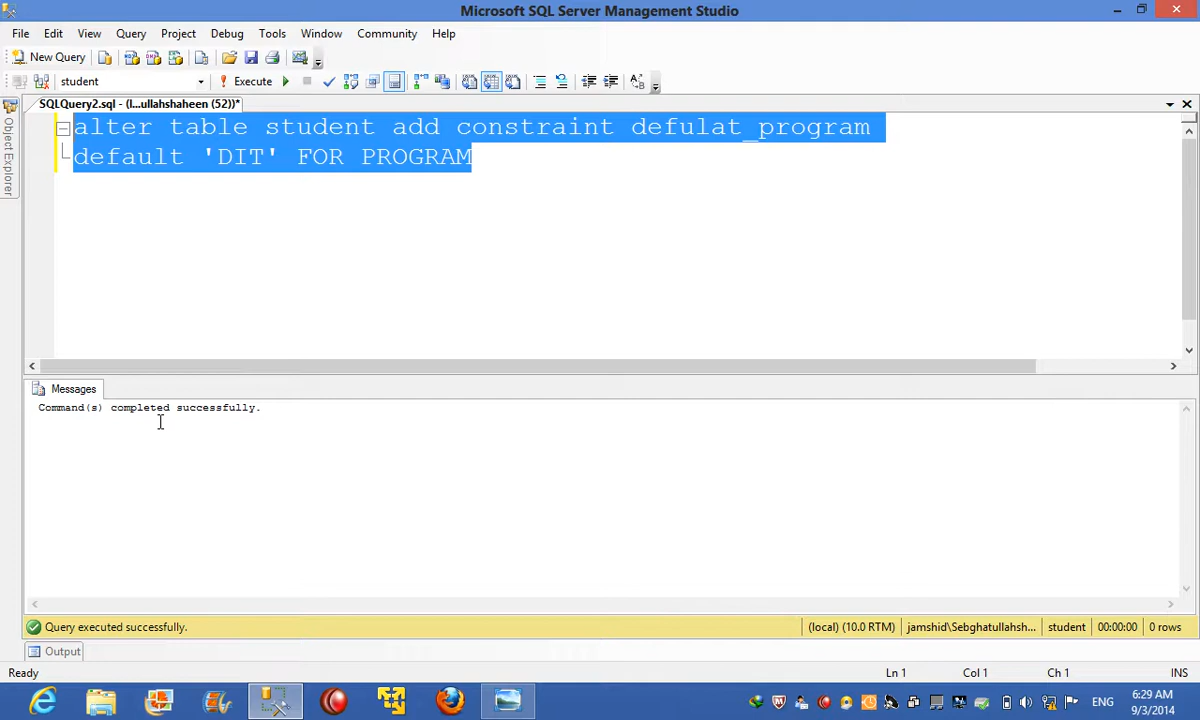 Microsoft SQL Server Management Studio
File Edit View Query Project Debug Tools Window Community Help
New Query
student Execute
SQLQuery2.sql - (l...ullahshaheen (52))*
Object Explorer
alter table student add constraint defulat_program
default 'DIT' FOR PROGRAM
Messages
Command(s) completed successfully.
Query executed successfully. (local) (10.0 RTM) jamshid\Sebghatullahsh... student 00:00:00 0 rows
Output
Ready Ln 1 Col 1 Ch 1 INS
ENG 6:29 AM
9/3/2014